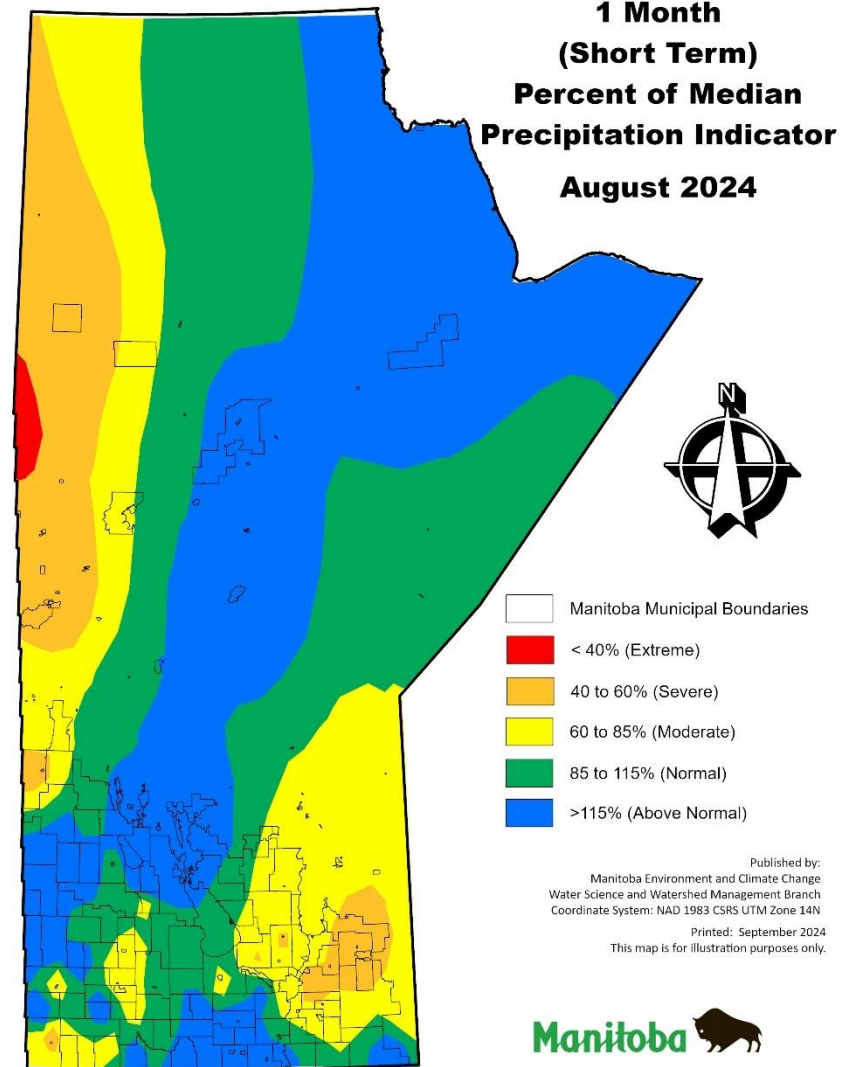 1 Month
(Short Term)
Percent of Median
Precipitation Indicator
August 2024
N
Manitoba Municipal Boundaries
< 40% (Extreme)
40 to 60% (Severe)
60 to 85% (Moderate)
85 to 115% (Normal)
>115% (Above Normal)
Published by:
Manitoba Environment and Climate Change
Water Science and Watershed Management Branch
Coordinate System: NAD 1983 CSRS UTM Zone 14N
Printed: September 2024
This map is for illustration purposes only.
Manitoba